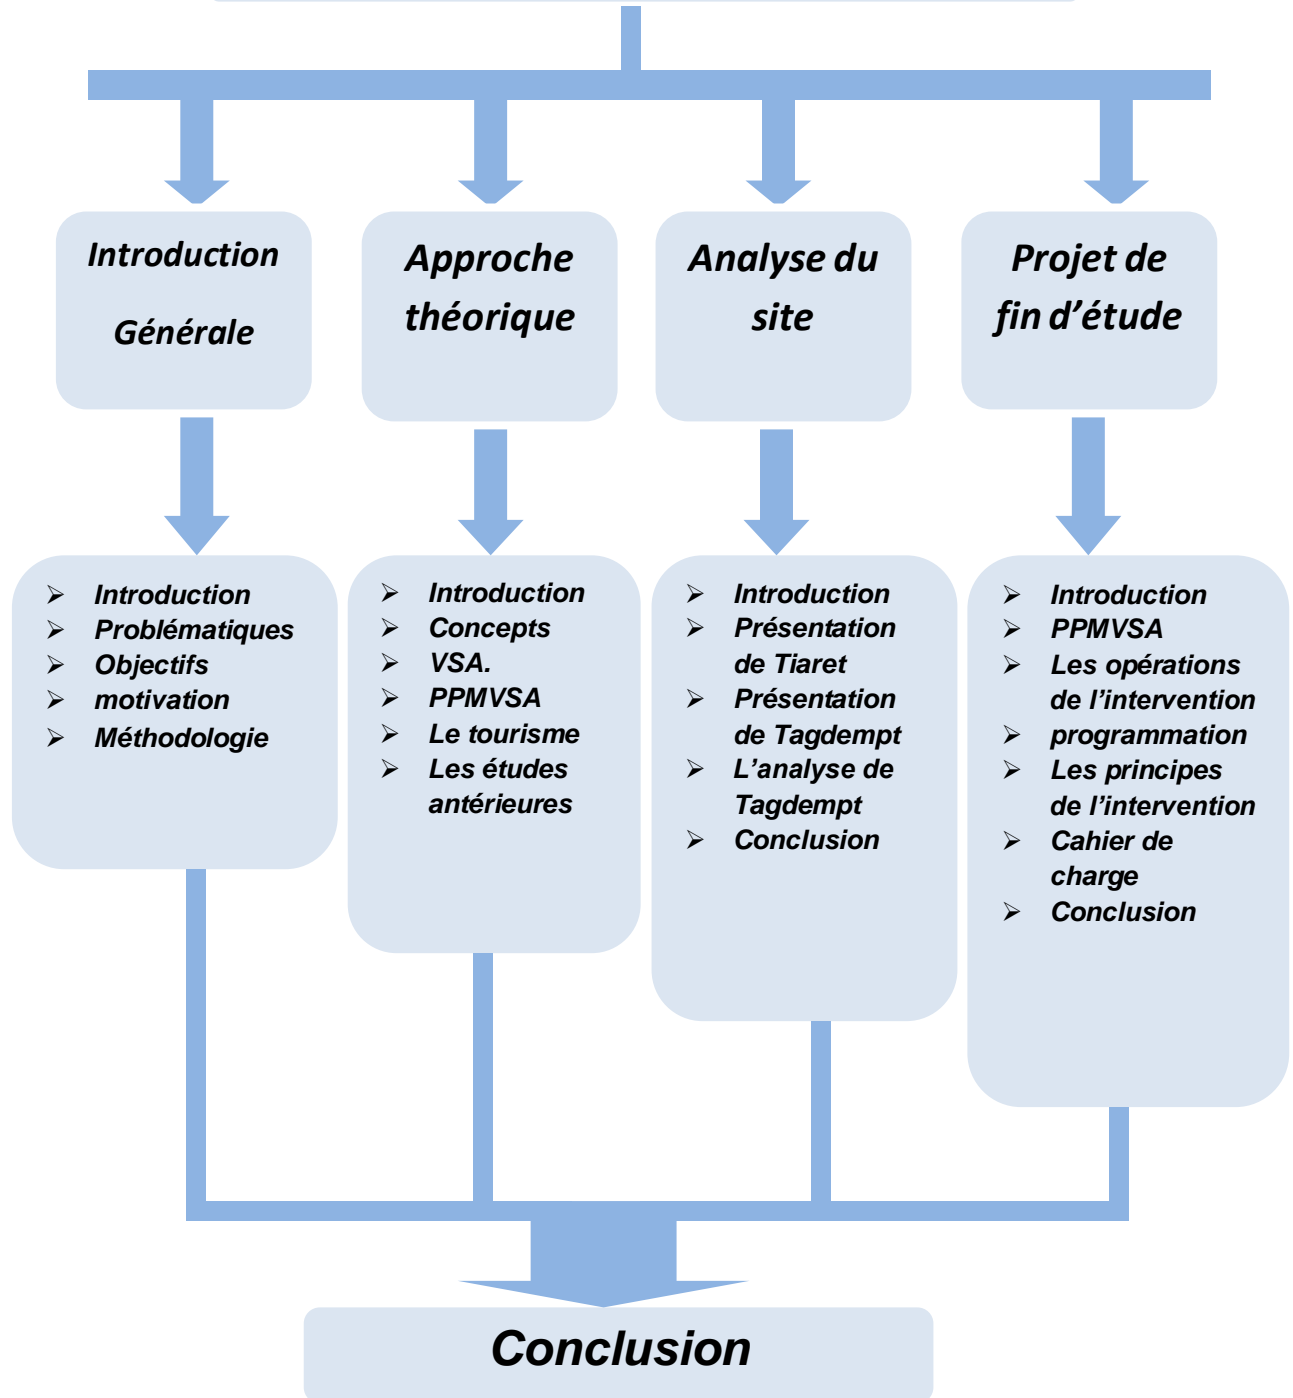 Introduction
Générale
Approche
théorique
Analyse du
site
Projet de
fin d’étude
➢ Introduction
➢ Problématiques
➢ Objectifs
➢ motivation
➢ Méthodologie
➢ Introduction
➢ Concepts
➢ VSA.
➢ PPMVSA
➢ Le tourisme
➢ Les études
antérieures
➢ Introduction
➢ Présentation
de Tiaret
➢ Présentation
de Tagdempt
➢ L’analyse de
Tagdempt
➢ Conclusion
➢ Introduction
➢ PPMVSA
➢ Les opérations
de l’intervention
➢ programmation
➢ Les principes
de l’intervention
➢ Cahier de
charge
➢ Conclusion
Conclusion